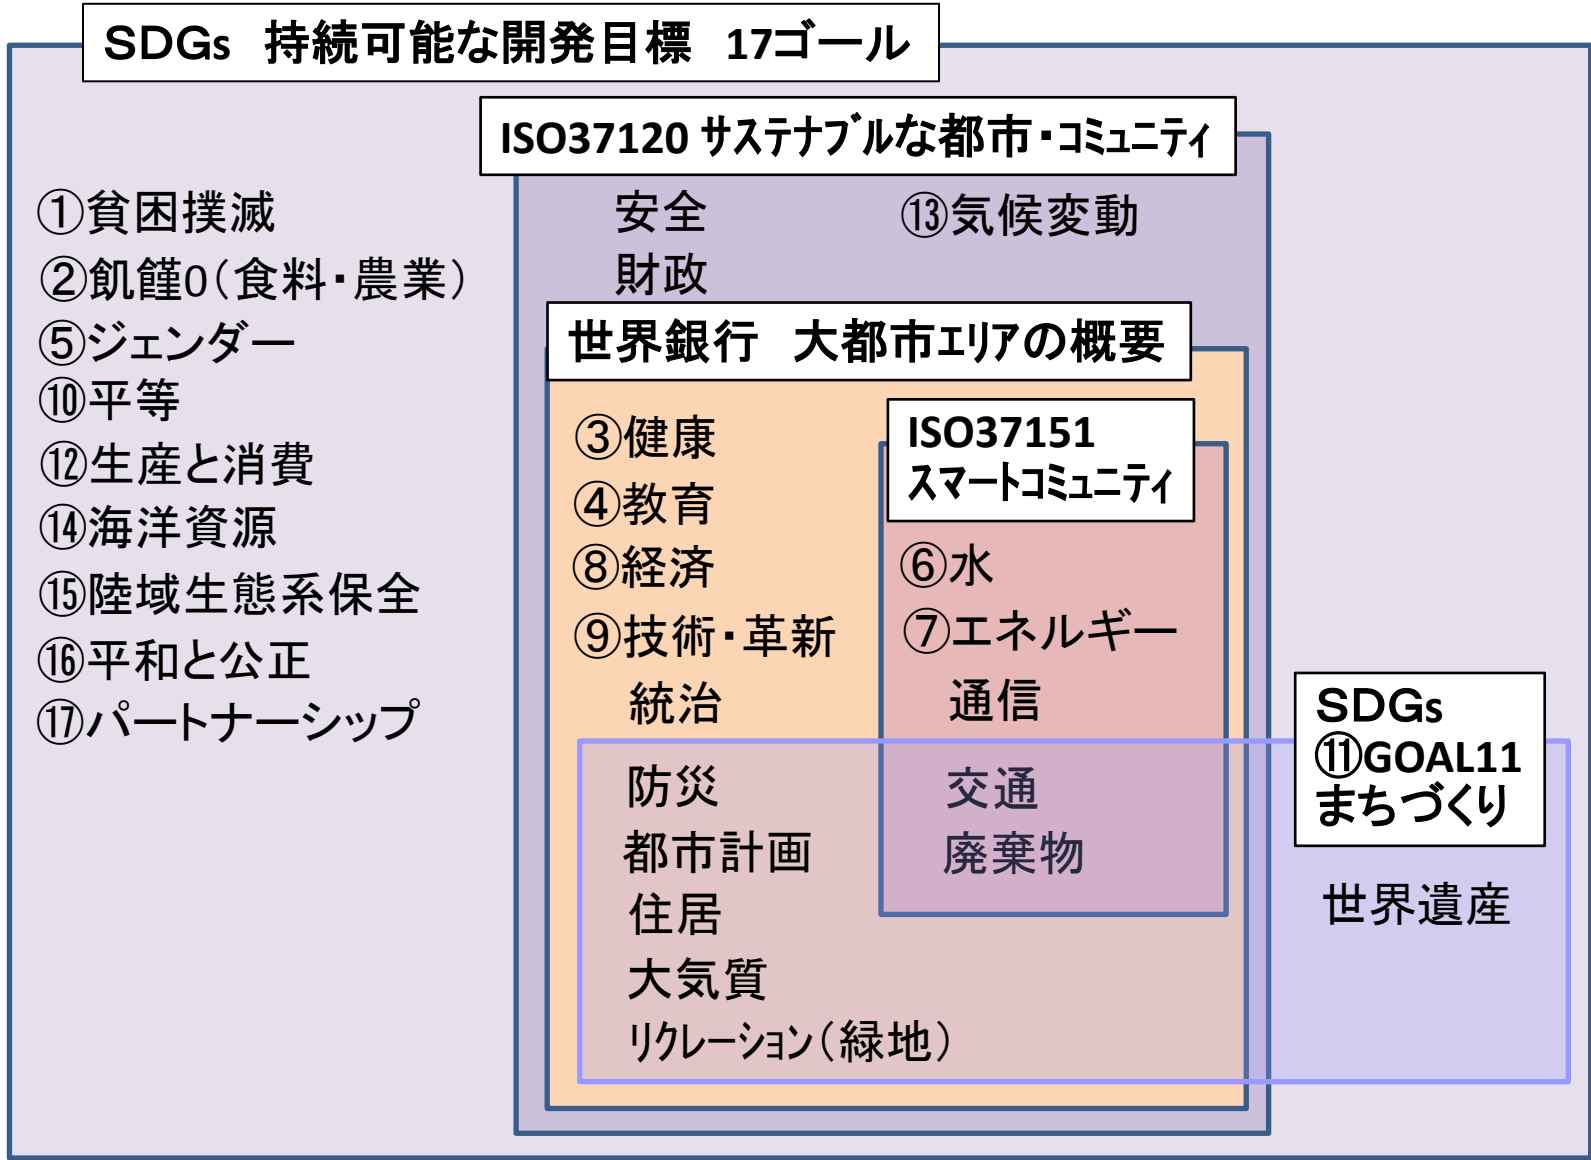 SDGs 持続可能な開発目標 17ゴール
ISO37120 ｻｽﾃﾅﾌﾞﾙな都市・ｺﾐｭﾆﾃｨ
①貧困撲滅
②飢饉0（食料・農業）
⑤ジェンダー
⑩平等
⑫生産と消費
⑭海洋資源
⑮陸域生態系保全
⑯平和と公正
⑰パートナーシップ
安全
財政
⑬気候変動
世界銀行 大都市ｴﾘｱの概要
③健康
④教育
⑧経済
⑨技術・革新
統治
ISO37151
ｽﾏｰﾄｺﾐｭﾆﾃｨ
⑥水
⑦エネルギー
通信
交通
廃棄物
防災
都市計画
住居
大気質
ﾘｸﾚｰｼｮﾝ（緑地）
SDGs
⑪GOAL11
まちづくり
世界遺産